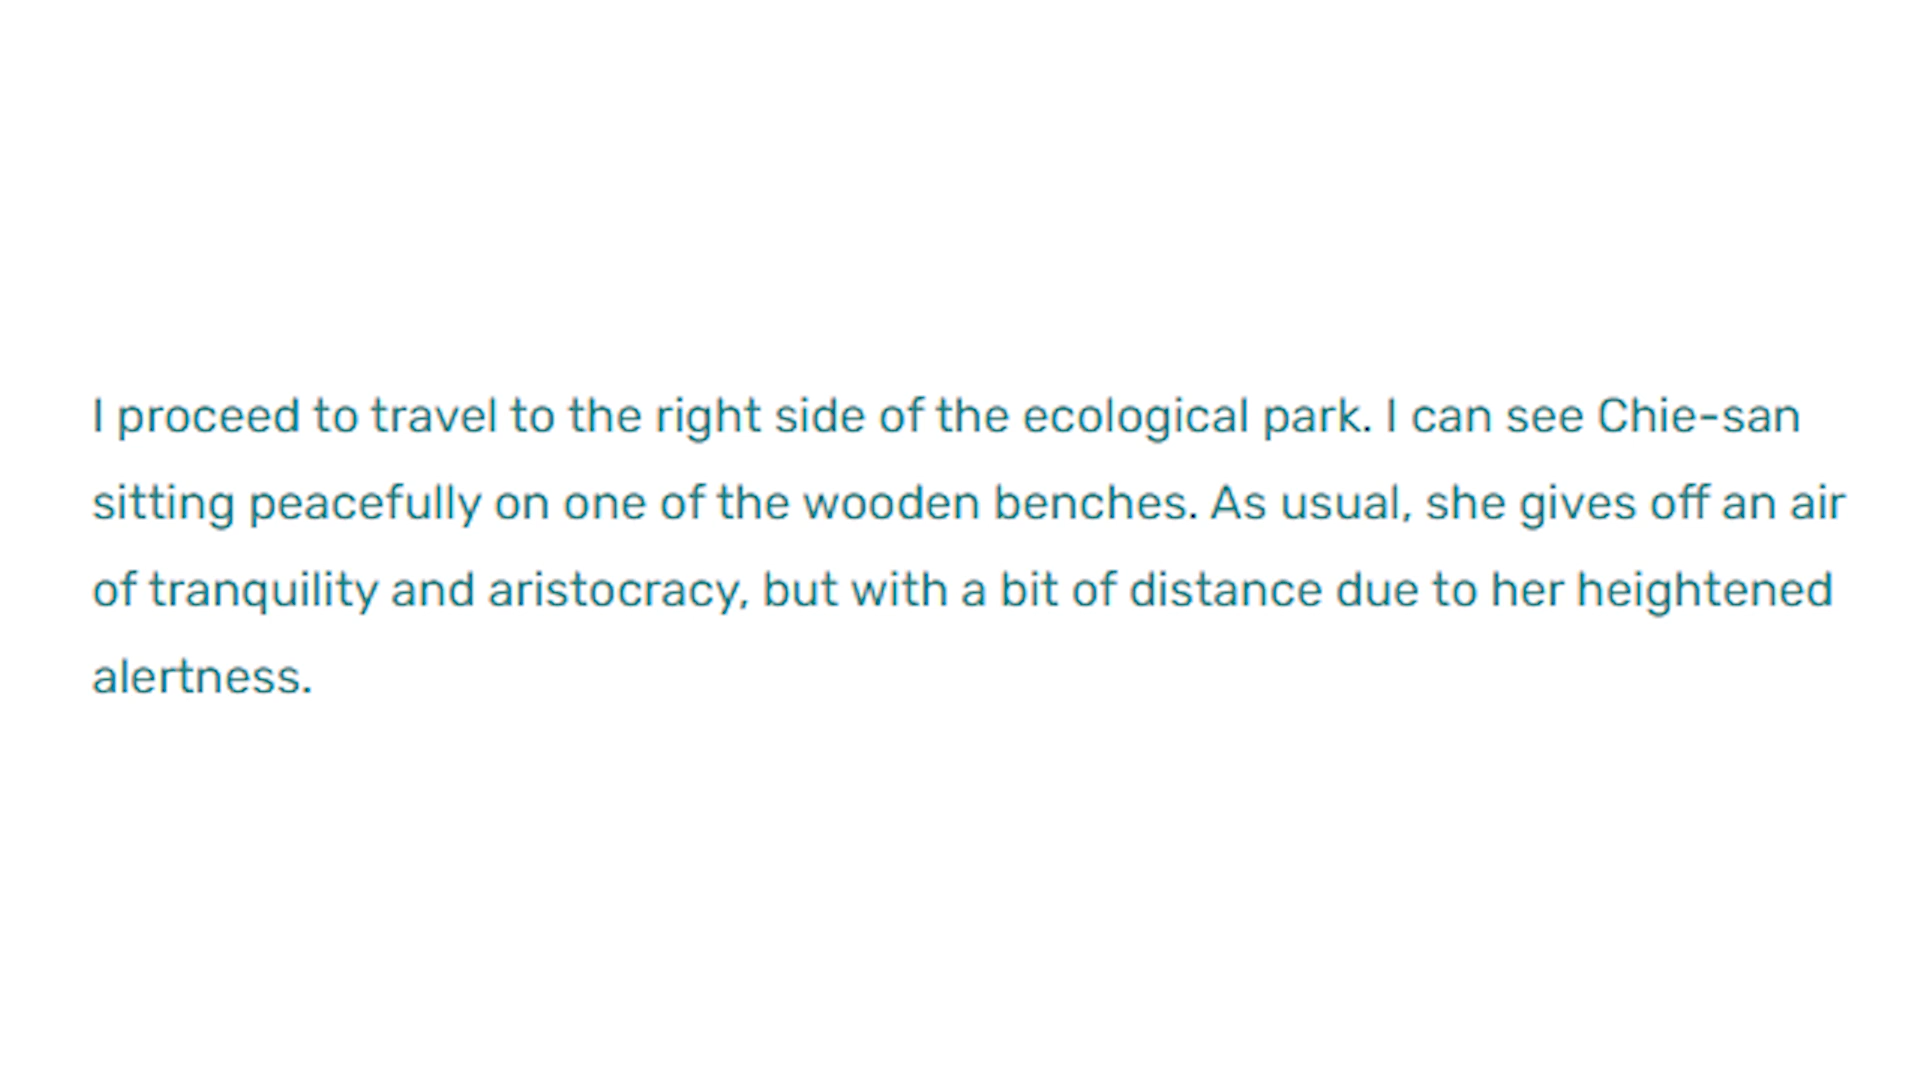 I proceed to travel to the right side of the ecological park. I can see Chie-san
sitting peacefully on one of the wooden benches. As usual, she gives off an air
of tranquility and aristocracy, but with a bit of distance due to her heightened
alertness.